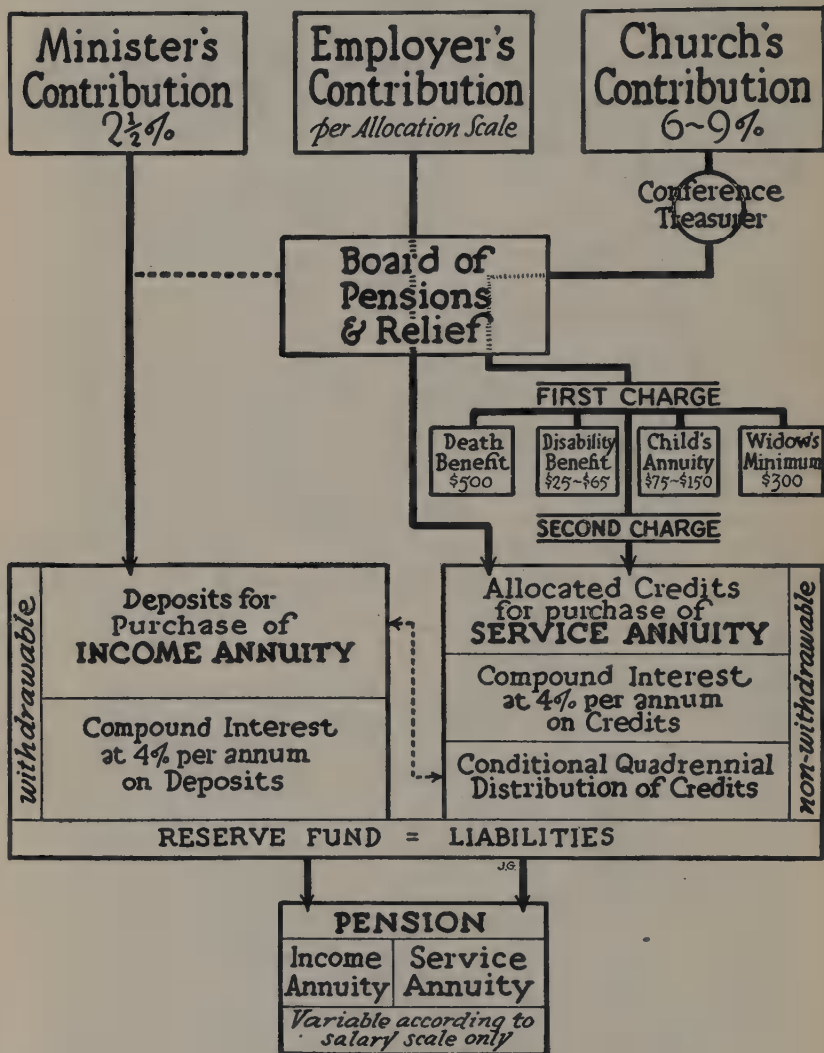 Minister's
Contribution
2½%
Employer's
Contribution
per Allocation Scale
Church's
Contribution
6~9%
Conference
Treasurer
Board of
Pensions
& Relief
FIRST CHARGE
Death
Benefit
$500
Disability
Benefit
$25~$65
Child's
Annuity
$75~$150
Widow's
Minimum
$300
SECOND CHARGE
withdrawable
Deposits for
Purchase of
INCOME ANNUITY
Compound Interest
at 4% per annum
on Deposits
Allocated Credits
for purchase of
SERVICE ANNUITY
Compound Interest
at 4% per annum
on Credits
Conditional Quadrennial
Distribution of Credits
non-withdrawable
RESERVE FUND = LIABILITIES
J.G.
PENSION
Income
Annuity
Service
Annuity
Variable according to
salary scale only